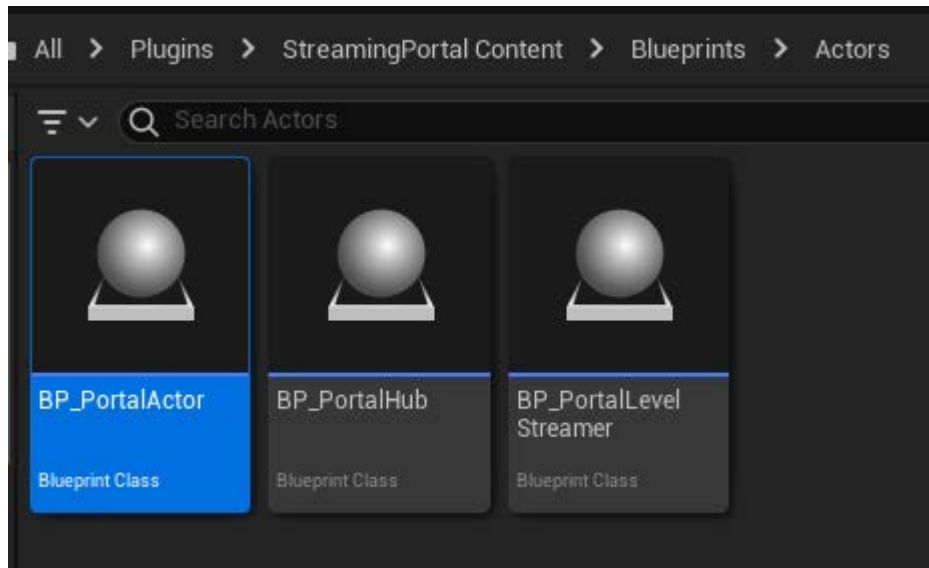 All > Plugins > StreamingPortal Content > Blueprints > Actors
Search Actors
BP_PortalActor
Blueprint Class
BP_PortalHub
Blueprint Class
BP_PortalLevel
Streamer
Blueprint Class